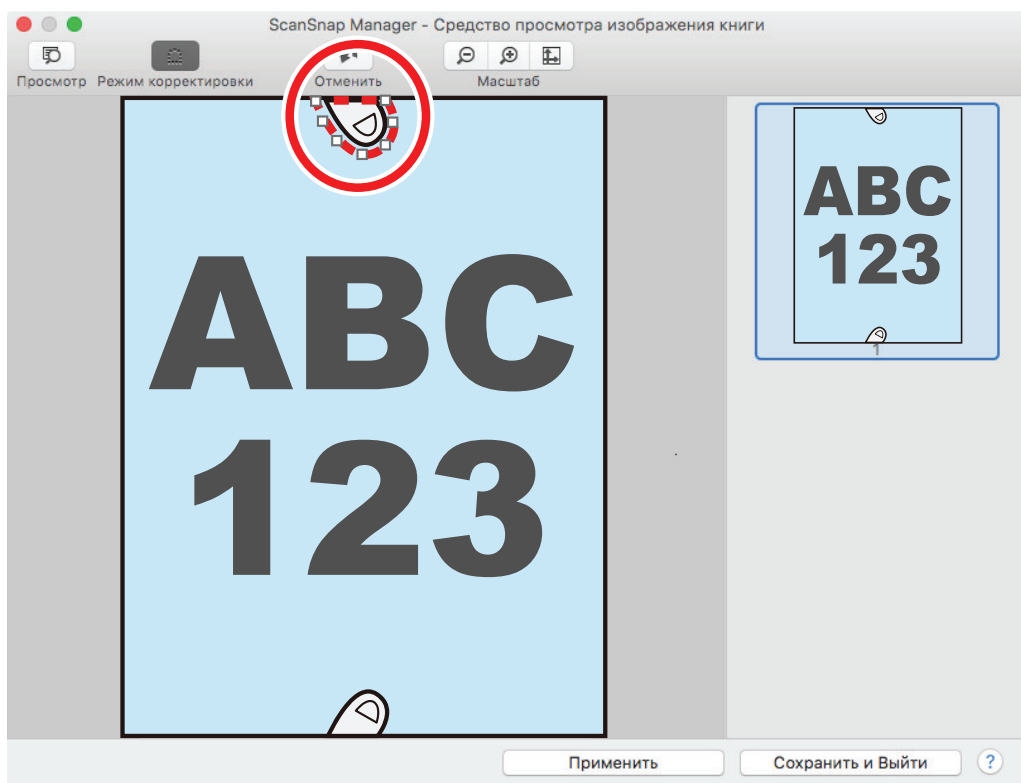 ScanSnap Manager - Средство просмотра изображения книги
Просмотр Режим корректировки Отменить Масштаб
ABC
123
ABC
123
1
Применить Сохранить и Выйти ?